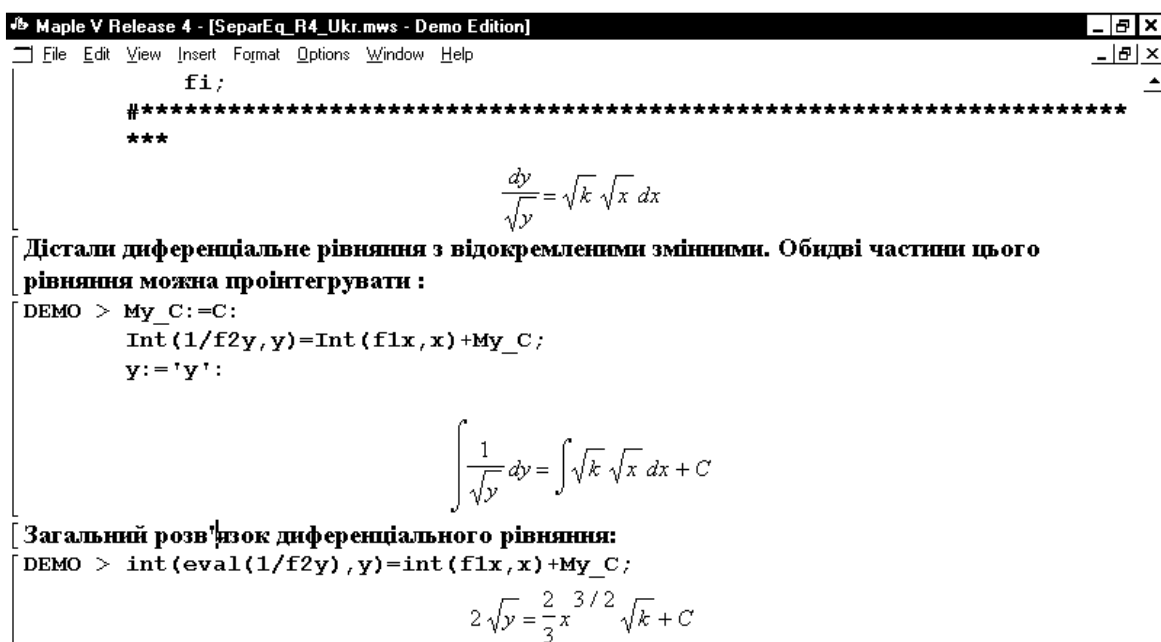 Maple V Release 4 - [SeparEq_R4_Ukr.mws - Demo Edition]
File Edit View Insert Format Options Window Help
fi;
#********************************************************************
***
dy/√y = √k √x dx
Дістали диференціальне рівняння з відокремленими змінними. Обидві частини цього
рівняння можна проінтегрувати :
DEMO > My_C:=C:
Int(1/f2y,y)=Int(f1x,x)+My_C;
y:='y':
∫ 1/√y dy = ∫ √k √x dx + C
Загальний розв'язок диференціального рівняння:
DEMO > int(eval(1/f2y),y)=int(f1x,x)+My_C;
2 √y = 2/3 x^3/2 √k + C